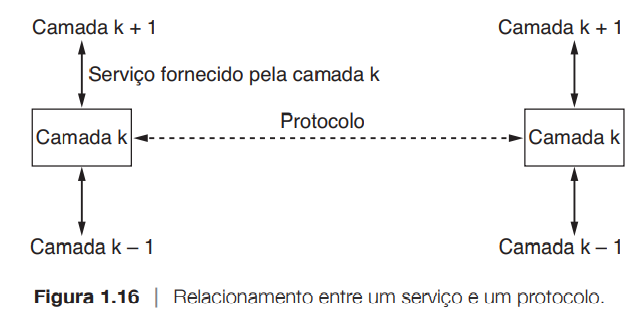 Camada k + 1 Camada k + 1
Serviço fornecido pela camada k
Protocolo
Camada k Camada k
Camada k – 1 Camada k – 1
Figura 1.16 | Relacionamento entre um serviço e um protocolo.